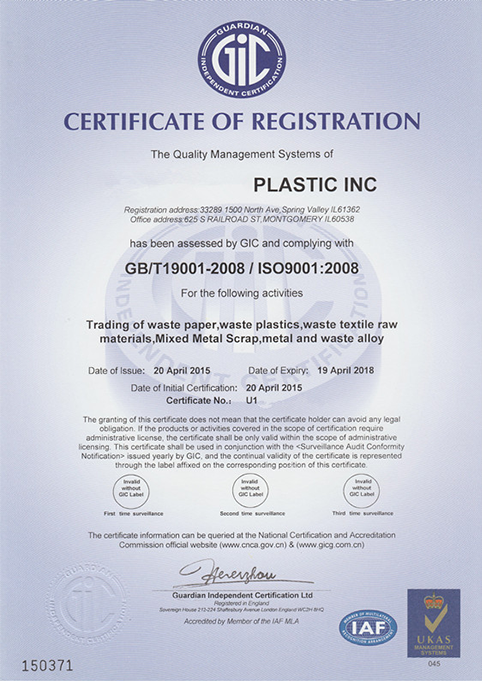 GUARDIAN
GIC
INDEPENDENT CERTIFICATION
CERTIFICATE OF REGISTRATION
The Quality Management Systems of
PLASTIC INC
Registration address:33289 1500 North Ave,Spring Valley IL61362
Office address:625 S RAILROAD ST,MONTGOMERY IL60538
has been assessed by GIC and complying with
GB/T19001-2008 / ISO9001:2008
For the following activities
Trading of waste paper,waste plastics,waste textile raw
materials,Mixed Metal Scrap,metal and waste alloy
Date of Issue: 20 April 2015 Date of Expiry: 19 April 2018
Date of Initial Certification: 20 April 2015
Certificate No.: U1
The granting of this certificate does not mean that the certificate holder can avoid any legal
obligation. If the products or activities covered in the scope of certification require
administrative license, the certificate shall be only valid within the scope of administrative
licensing. This certificate shall be used in conjunction with the <Surveillance Audit Conformity
Notification> issued yearly by GIC, and the continual validity of the certificate is represented
through the label affixed on the corresponding position of this certificate.
Invalid without GIC Label Invalid without GIC Label Invalid without GIC Label
First time surveillance Second time surveillance Third time surveillance
The certificate information can be queried at the National Certification and Accreditation
Commission official website (www.cnca.gov.cn) & (www.gicg.com.cn)
Guardian Independent Certification Ltd
Registered in England
Sovereign House 212-224 Shaftesbury Avenue London England WC2H 8HQ
Accredited by Member of the IAF MLA
MEMBER OF MULTILATERAL
IAF
RECOGNITION ARRANGEMENT
UKAS
MANAGEMENT
SYSTEMS
045
150371